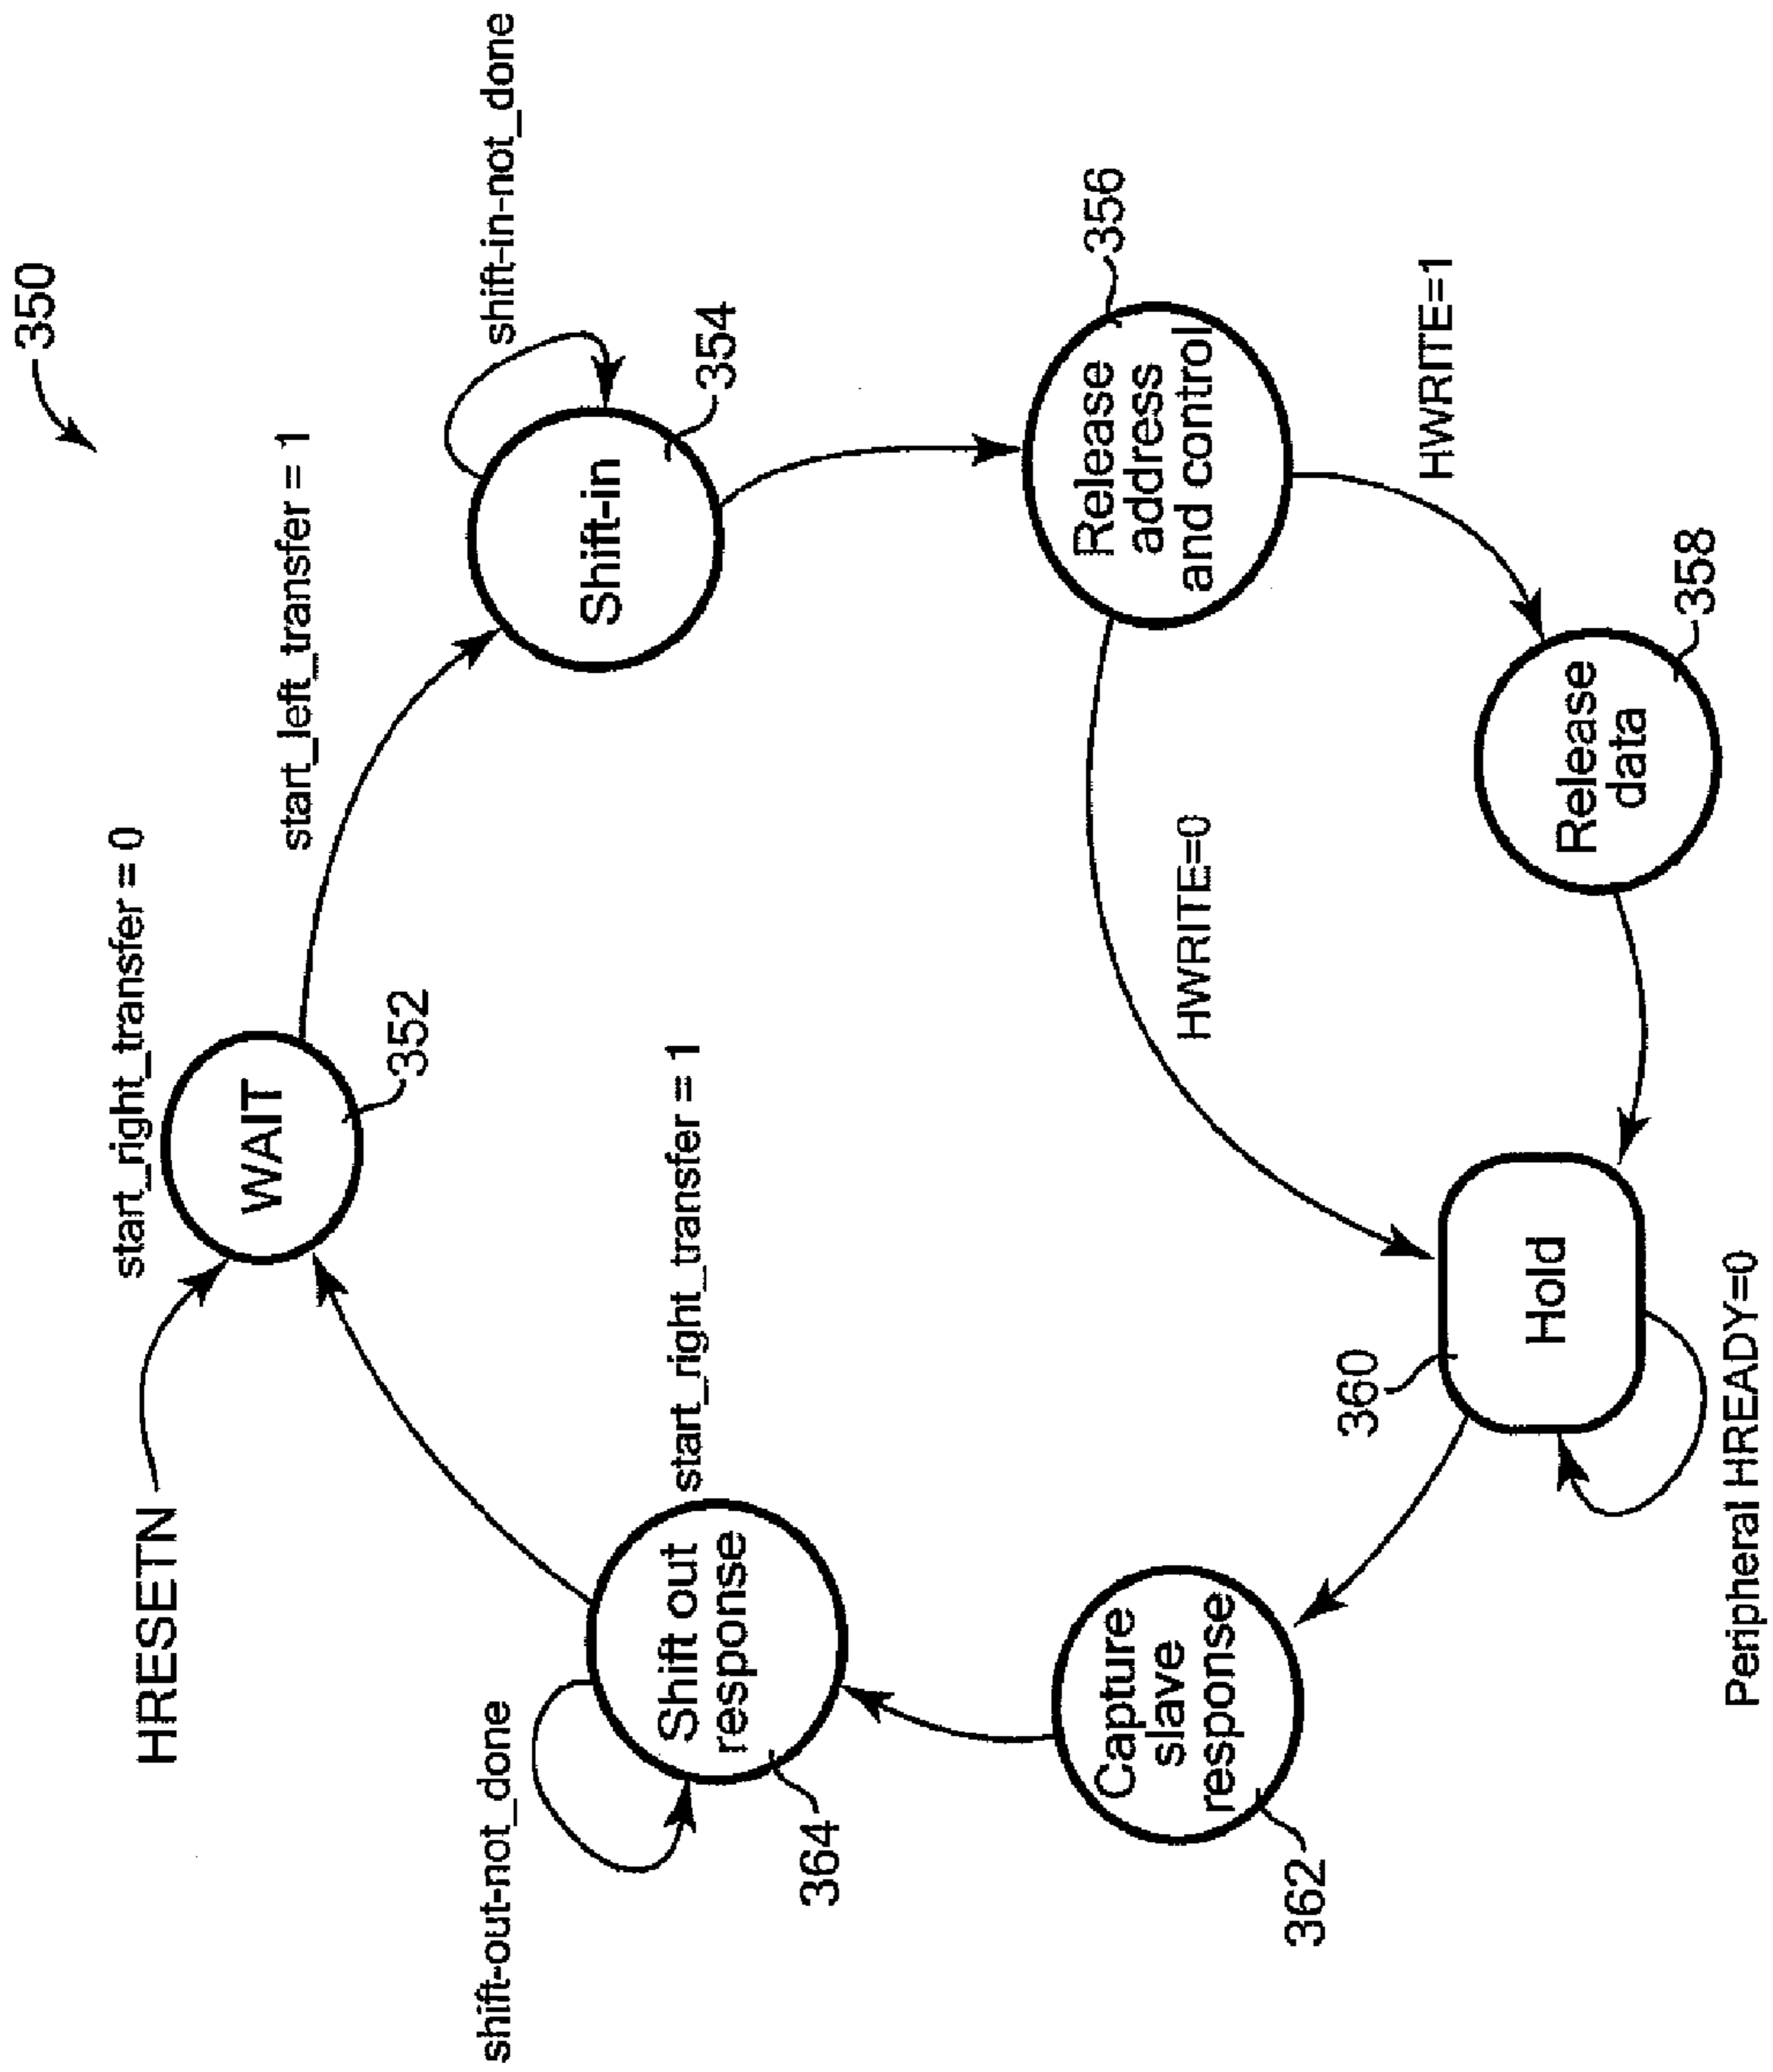 350
HRESETN
start_right_transfer = 0
WAIT
352
start_left_transfer = 1
shift-in-not_done
Shift-in
354
shift-out-not_done
Shift out
response
364
start_right_transfer = 1
Release
address
and control
356
HWRITE=0
HWRITE=1
Capture
slave
response
362
360
Hold
Peripheral HREADY=0
Release
data
358